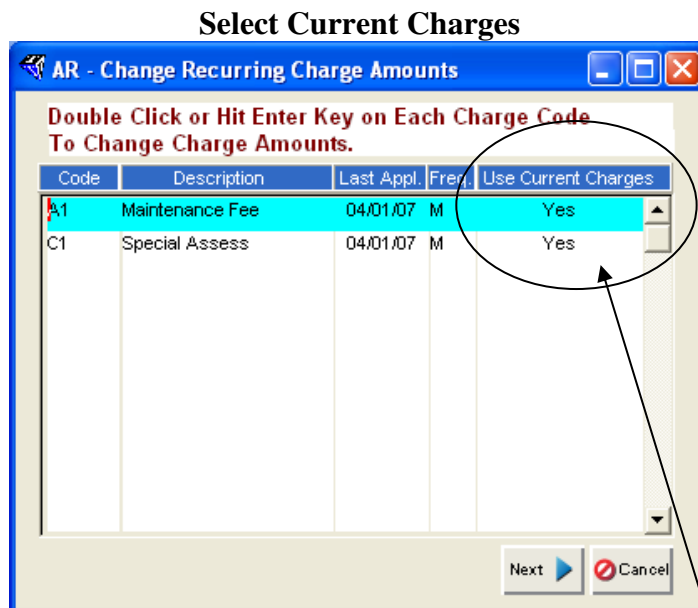 Select Current Charges
AR - Change Recurring Charge Amounts
Double Click or Hit Enter Key on Each Charge Code
To Change Charge Amounts.
Code Description Last Appl. Freq. Use Current Charges
A1 Maintenance Fee 04/01/07 M Yes
C1 Special Assess 04/01/07 M Yes
Next Cancel